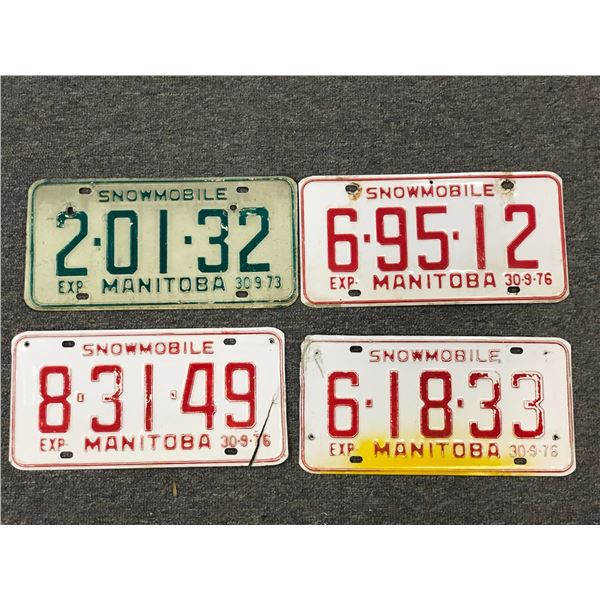 SNOWMOBILE
2·01·32
EXP MANITOBA 30 9 73
SNOWMOBILE
6·95·12
EXP· MANITOBA 30·9·76
SNOWMOBILE
8·31·49
EXP· MANITOBA 30·9·76
SNOWMOBILE
6·18·33
EXP· MANITOBA 30·9·76